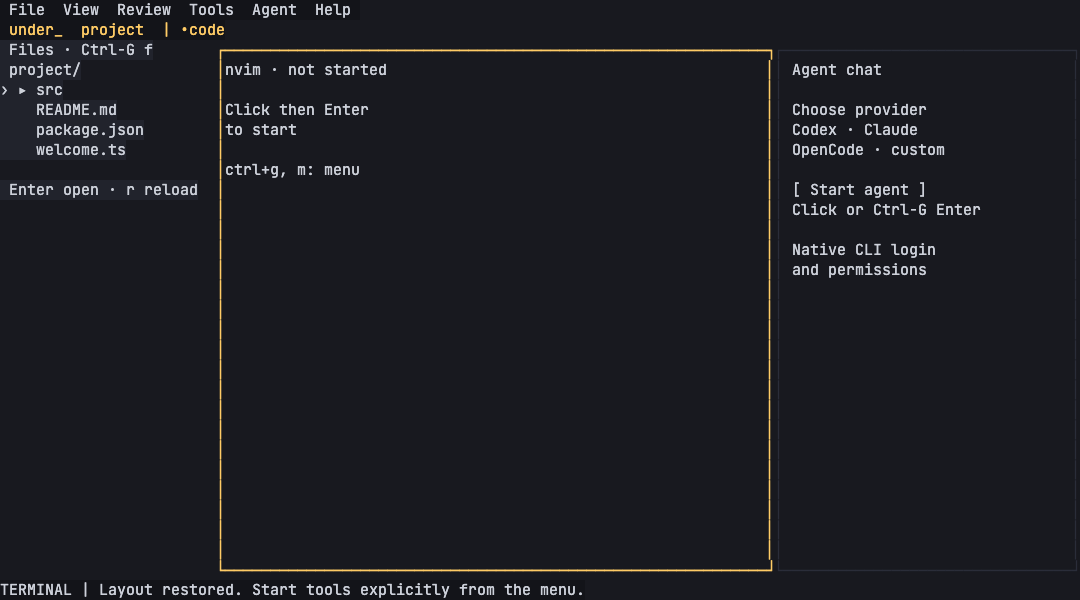 File  View  Review  Tools  Agent  Help
under_  project  | •code
Files · Ctrl-G f
project/
› ▸ src
README.md
package.json
welcome.ts
Enter open · r reload
nvim · not started
Click then Enter
to start
ctrl+g, m: menu
Agent chat
Choose provider
Codex · Claude
OpenCode · custom
[ Start agent ]
Click or Ctrl-G Enter
Native CLI login
and permissions
TERMINAL | Layout restored. Start tools explicitly from the menu.